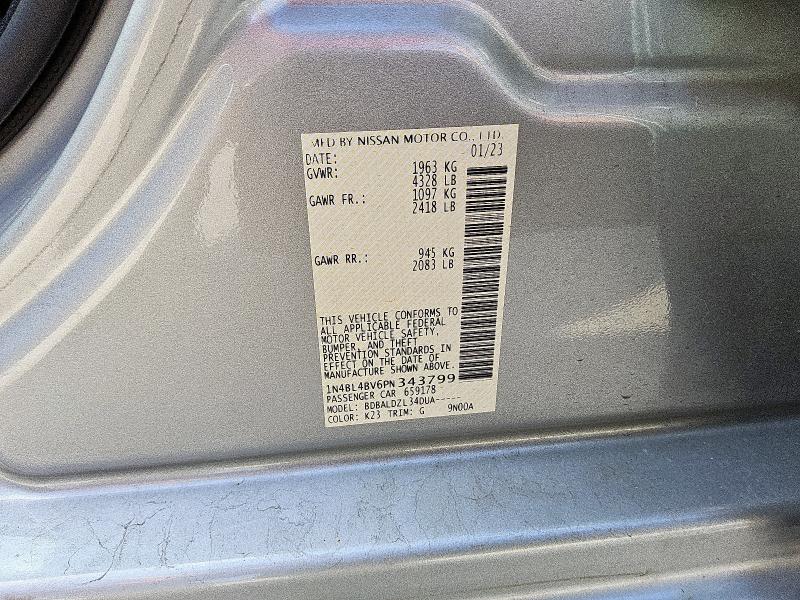 MFD BY NISSAN MOTOR CO., LTD.
DATE: 01/23
GVWR: 1963 KG
4328 LB
GAWR FR.: 1097 KG
2418 LB
GAWR RR.: 945 KG
2083 LB
THIS VEHICLE CONFORMS TO
ALL APPLICABLE FEDERAL
MOTOR VEHICLE SAFETY,
BUMPER, AND THEFT
PREVENTION STANDARDS IN
EFFECT ON THE DATE OF
MANUFACTURE SHOWN ABOVE.
1N4BL4BV6PN343799
PASSENGER CAR 659178
MODEL: BDBALDZL34DUA-----
COLOR: K23 TRIM: G 9N00A